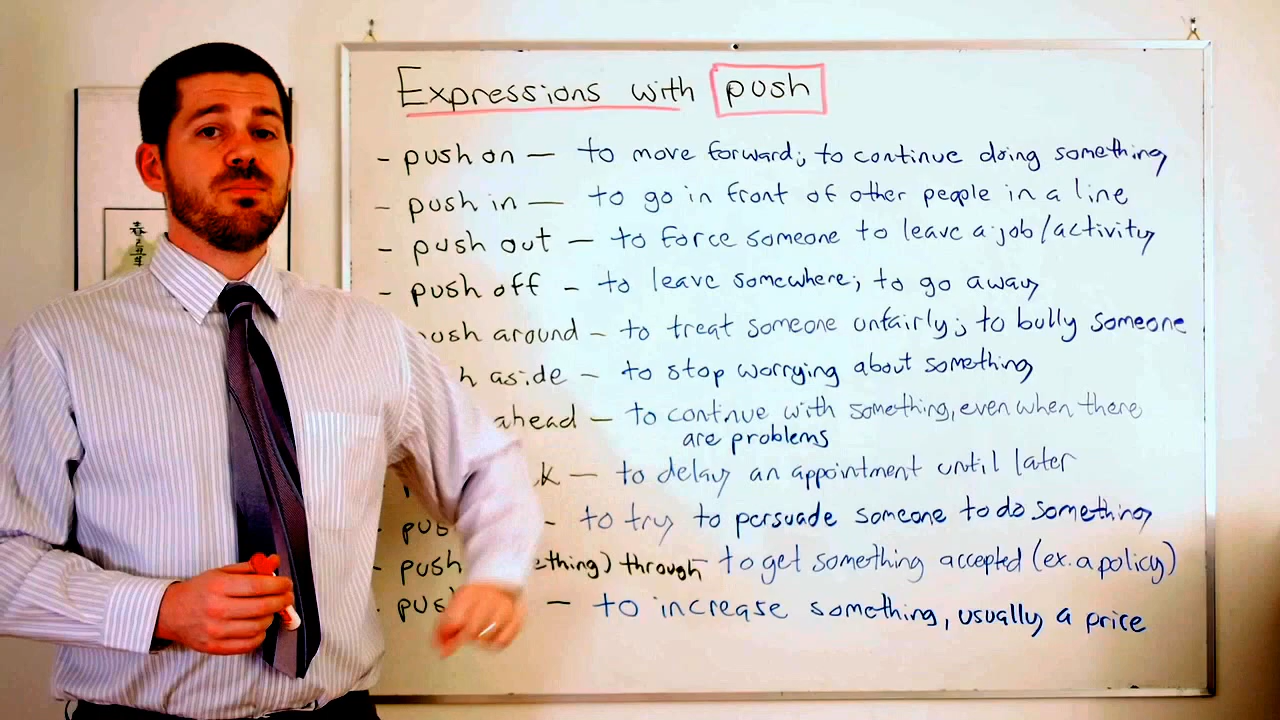 Expressions with push
- push on — to move forward; to continue doing something
- push in — to go in front of other people in a line
- push out — to force someone to leave a job/activity
- push off - to leave somewhere; to go away
around - to treat someone unfairly; to bully someone
aside - to stop worrying about something
ahead - to continue with something, even when there
are problems
— to delay an appointment until later
- to try to persuade someone to do something
- push through - to get something accepted (ex. a policy)
— to increase something, usually a price
春